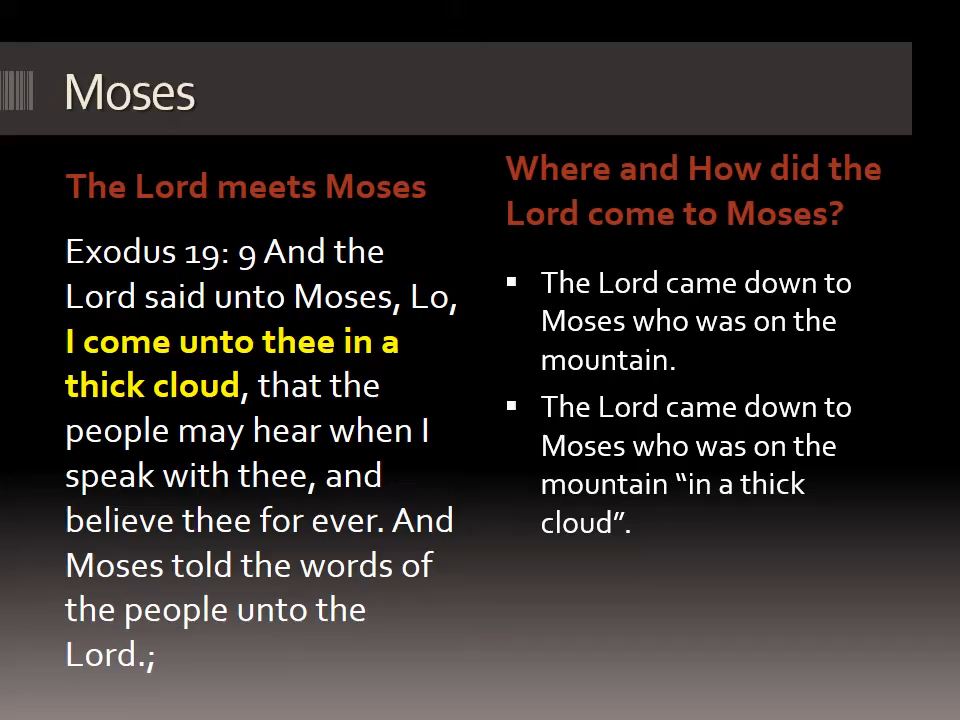 Moses
The Lord meets Moses
Exodus 19: 9 And the
Lord said unto Moses, Lo,
I come unto thee in a
thick cloud, that the
people may hear when I
speak with thee, and
believe thee for ever. And
Moses told the words of
the people unto the
Lord.;
Where and How did the
Lord come to Moses?
▪ The Lord came down to
Moses who was on the
mountain.
▪ The Lord came down to
Moses who was on the
mountain “in a thick
cloud”.